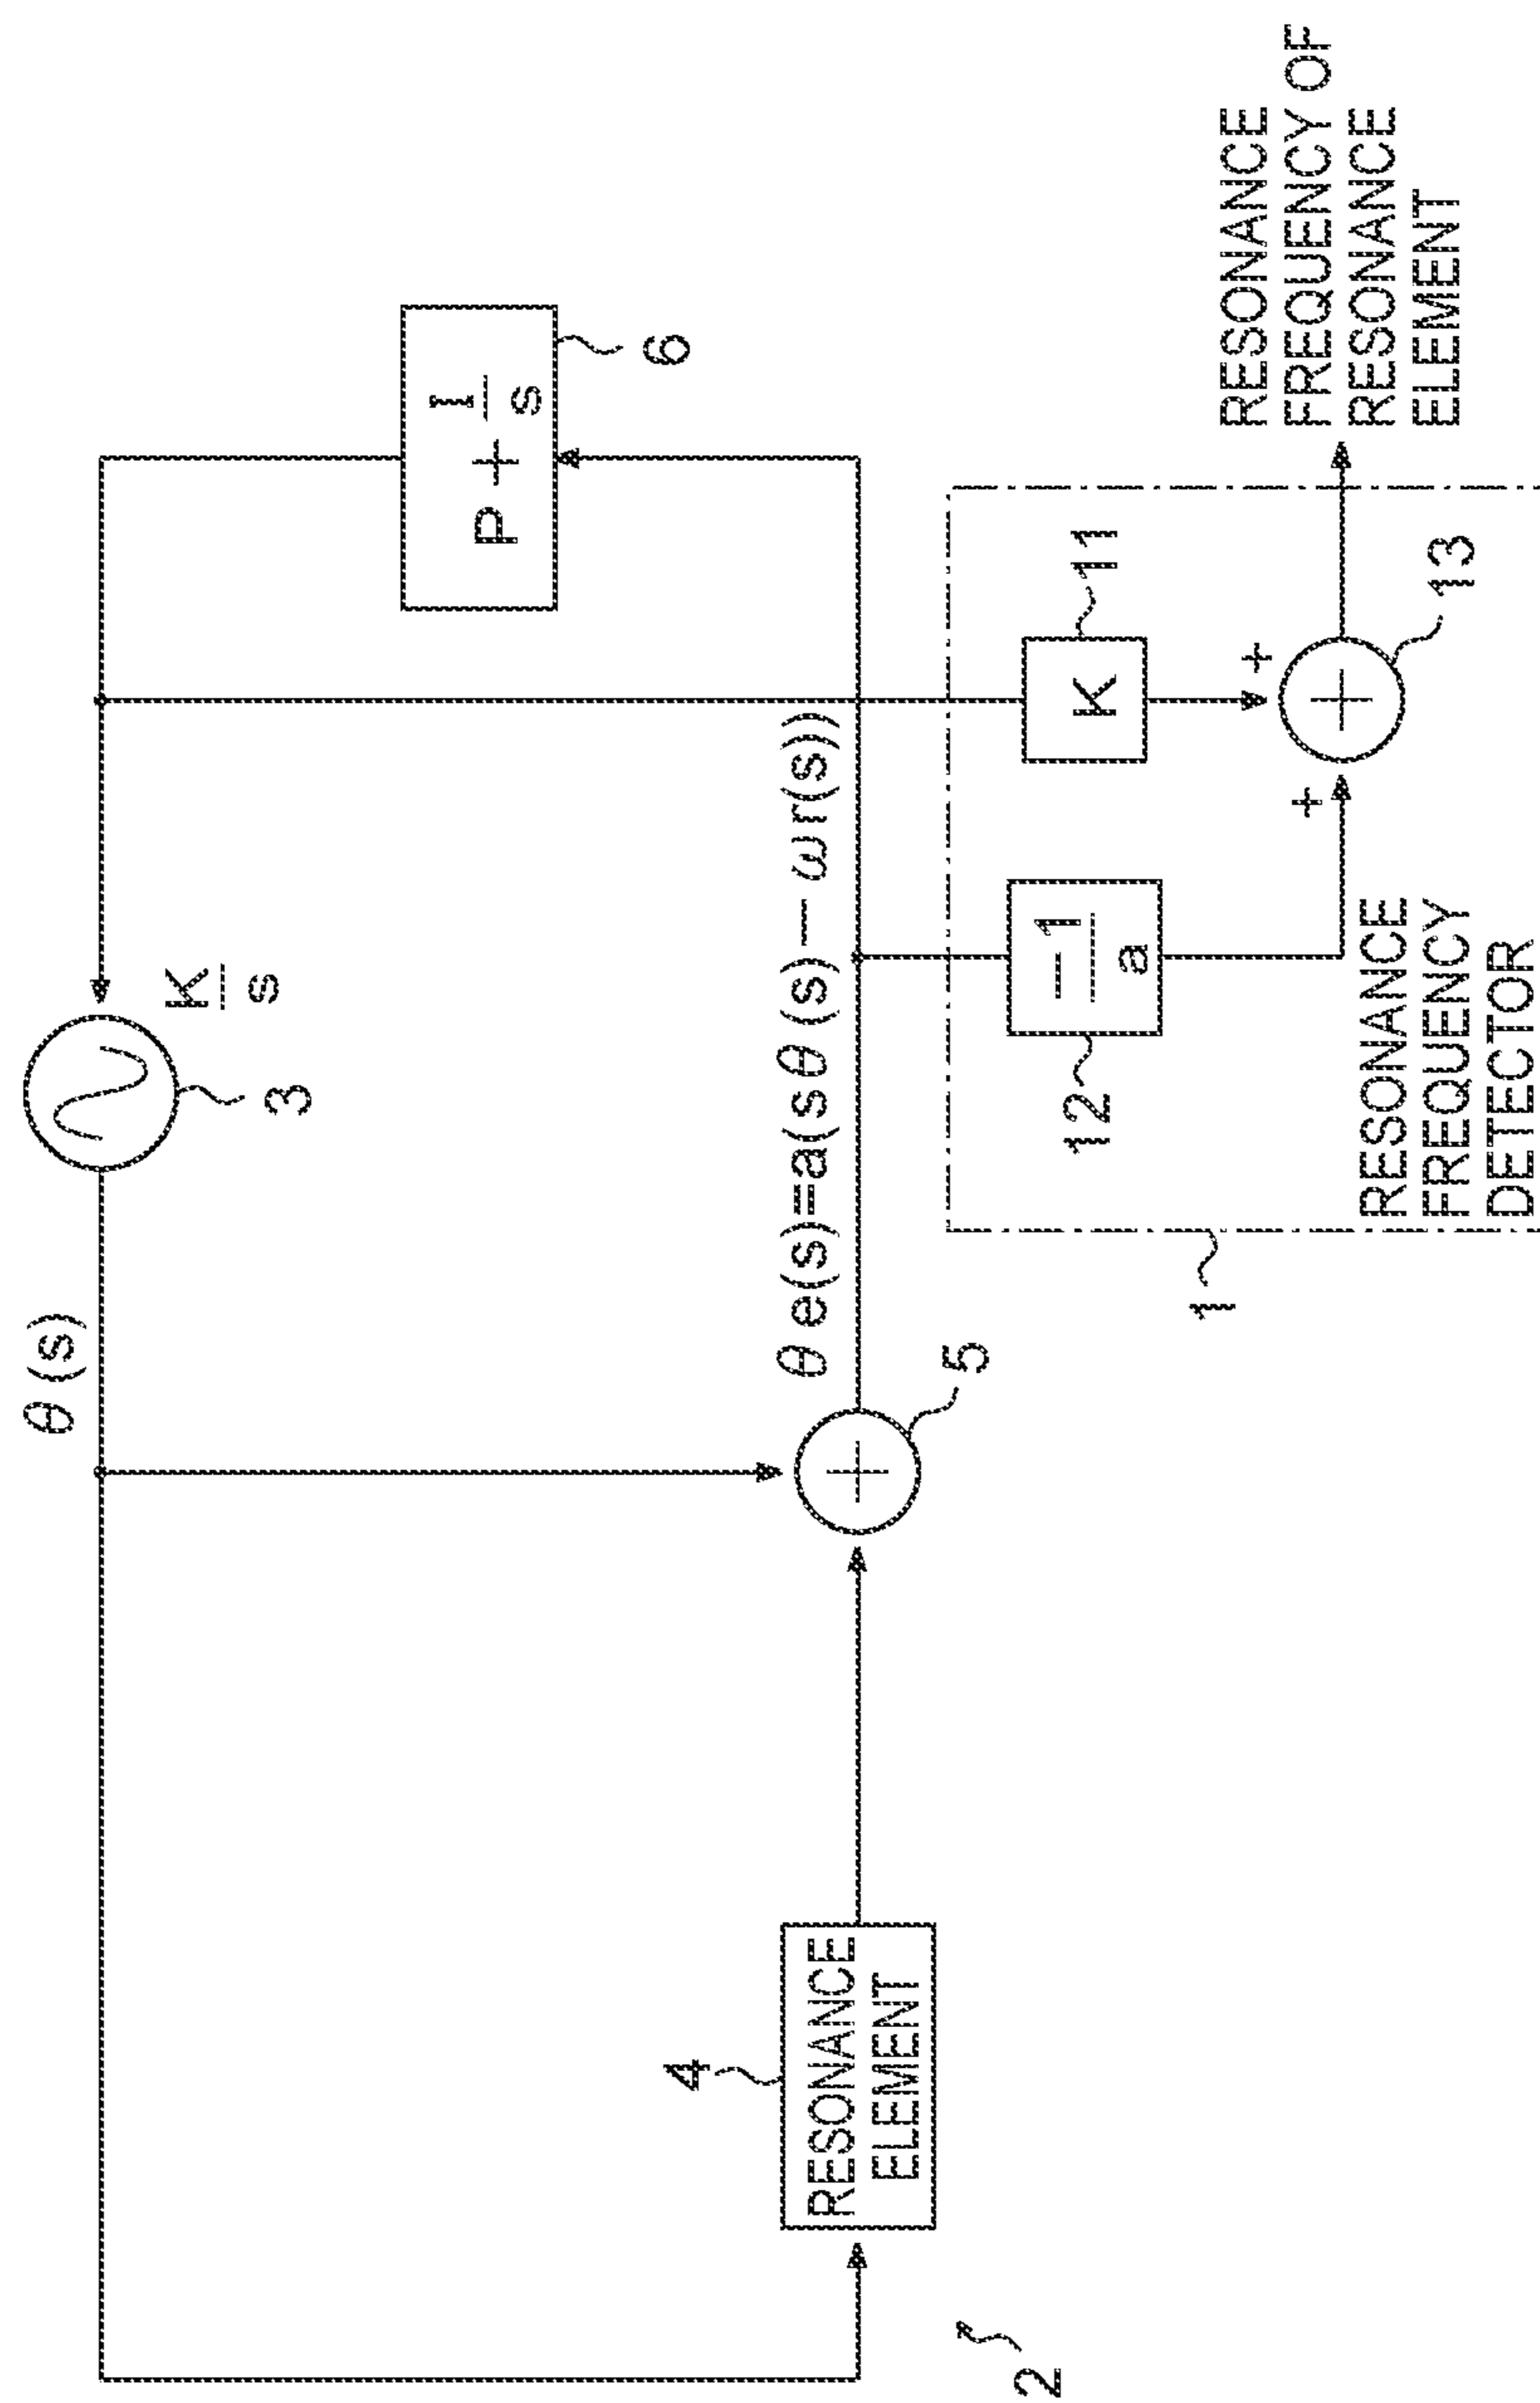 θ(s)
K
s
3
P+
I
s
6
θe(s)=a(sθ(s)−ωr(s))
5
4
RESONANCE
ELEMENT
2
1
12
−1
a
K
11
+
+
13
RESONANCE
FREQUENCY
DETECTOR
RESONANCE
FREQUENCY OF
RESONANCE
ELEMENT